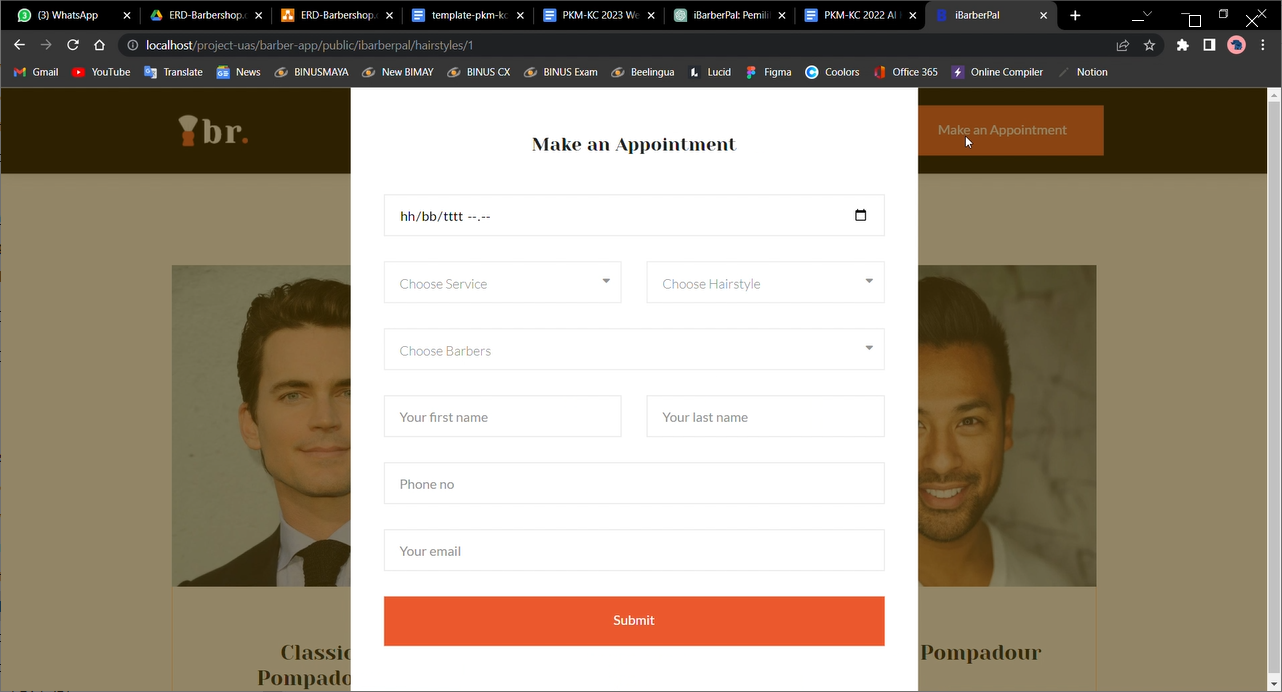 (3) WhatsApp
ERD-Barbershop.c
ERD-Barbershop.
template-pkm-kc
PKM-KC 2023 We
iBarberPal: Pemili
PKM-KC 2022 AI
iBarberPal
localhost/project-uas/barber-app/public/ibarberpal/hairstyles/1
Gmail YouTube Translate News BINUSMAYA New BIMAY BINUS CX BINUS Exam Beelingua Lucid Figma Coolors Office 365 Online Compiler Notion
br.
Make an Appointment
Make an Appointment
hh/bb/tttt --.--
Choose Service Choose Hairstyle
Choose Barbers
Your first name Your last name
Phone no
Your email
Submit
Classic
Pompado
Pompadour